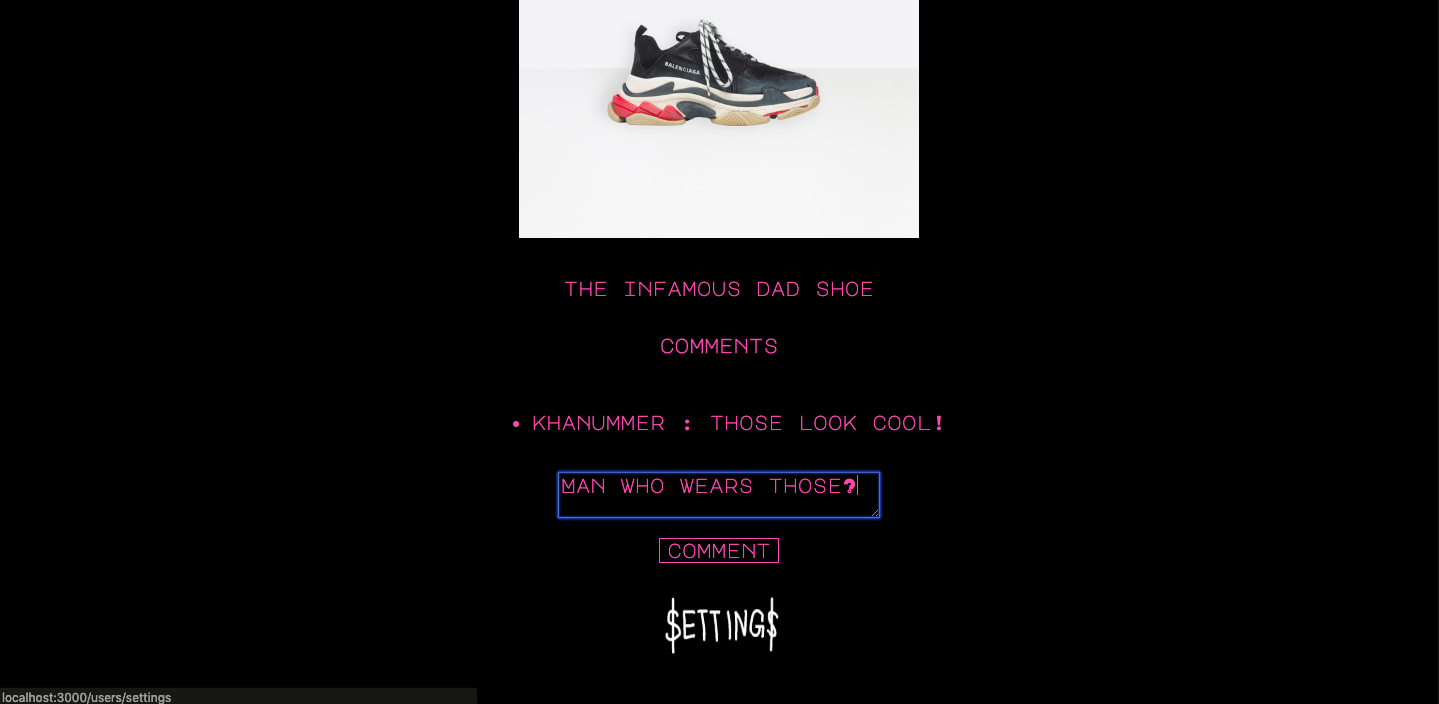 BALENCIAGA
THE INFAMOUS DAD SHOE
COMMENTS
• KHANUMMER : THOSE LOOK COOL!
MAN WHO WEARS THOSE?
COMMENT
$ETTING$
localhost:3000/users/settings